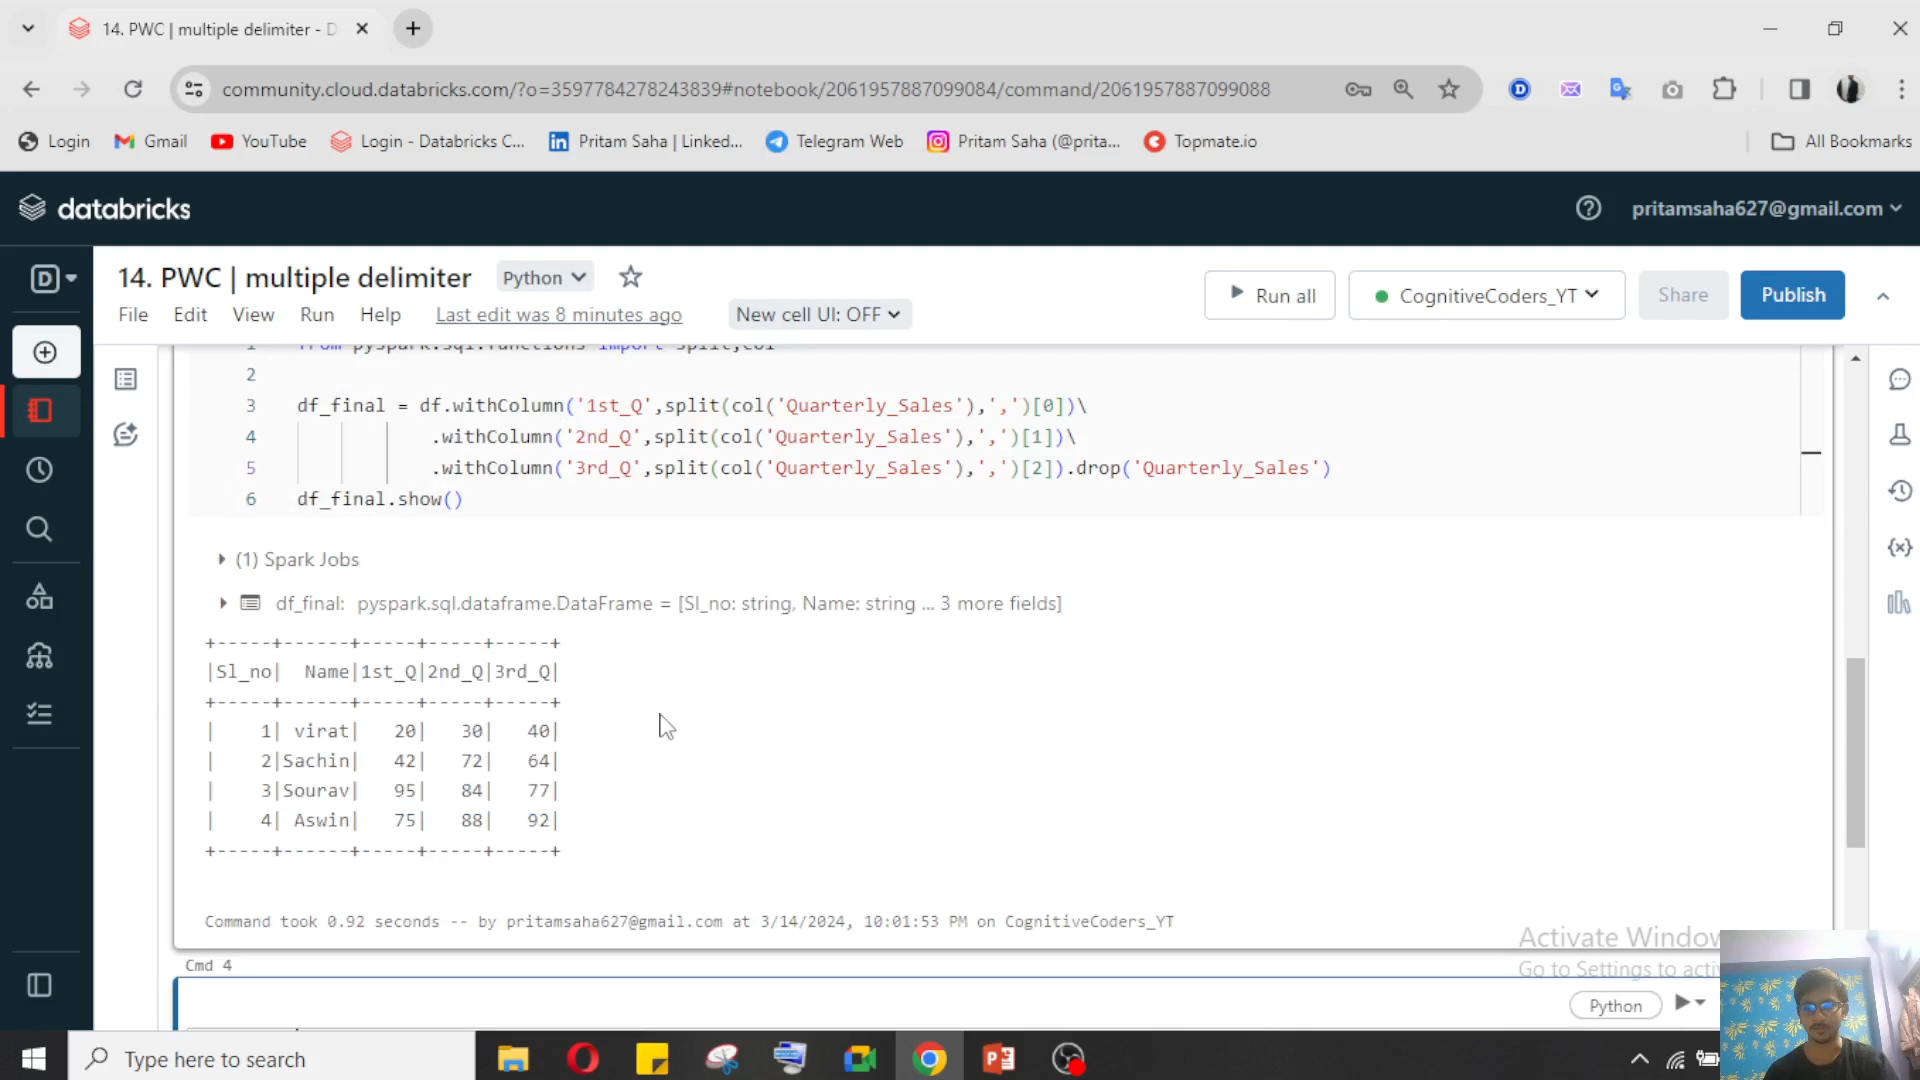 14. PWC | multiple delimiter - D
community.cloud.databricks.com/?o=3597784278243839#notebook/2061957887099084/command/2061957887099088
Login
Gmail
YouTube
Login - Databricks C...
Pritam Saha | Linked...
Telegram Web
Pritam Saha (@prita...
Topmate.io
All Bookmarks
databricks
pritamsaha627@gmail.com
14. PWC | multiple delimiter
Python
File
Edit
View
Run
Help
Last edit was 8 minutes ago
New cell UI: OFF
Run all
CognitiveCoders_YT
Share
Publish
1 from pyspark.sql.functions import split,col
2
3 df_final = df.withColumn('1st_Q',split(col('Quarterly_Sales'),',')[0])\
4 .withColumn('2nd_Q',split(col('Quarterly_Sales'),',')[1])\
5 .withColumn('3rd_Q',split(col('Quarterly_Sales'),',')[2]).drop('Quarterly_Sales')
6 df_final.show()
(1) Spark Jobs
df_final: pyspark.sql.dataframe.DataFrame = [Sl_no: string, Name: string ... 3 more fields]
+-----+------+-----+-----+-----+
|Sl_no|  Name|1st_Q|2nd_Q|3rd_Q|
+-----+------+-----+-----+-----+
|    1| virat|   20|   30|   40|
|    2|Sachin|   42|   72|   64|
|    3|Sourav|   95|   84|   77|
|    4| Aswin|   75|   88|   92|
+-----+------+-----+-----+-----+
Command took 0.92 seconds -- by pritamsaha627@gmail.com at 3/14/2024, 10:01:53 PM on CognitiveCoders_YT
Cmd 4
Python
Activate Window
Go to Settings to acti
Type here to search